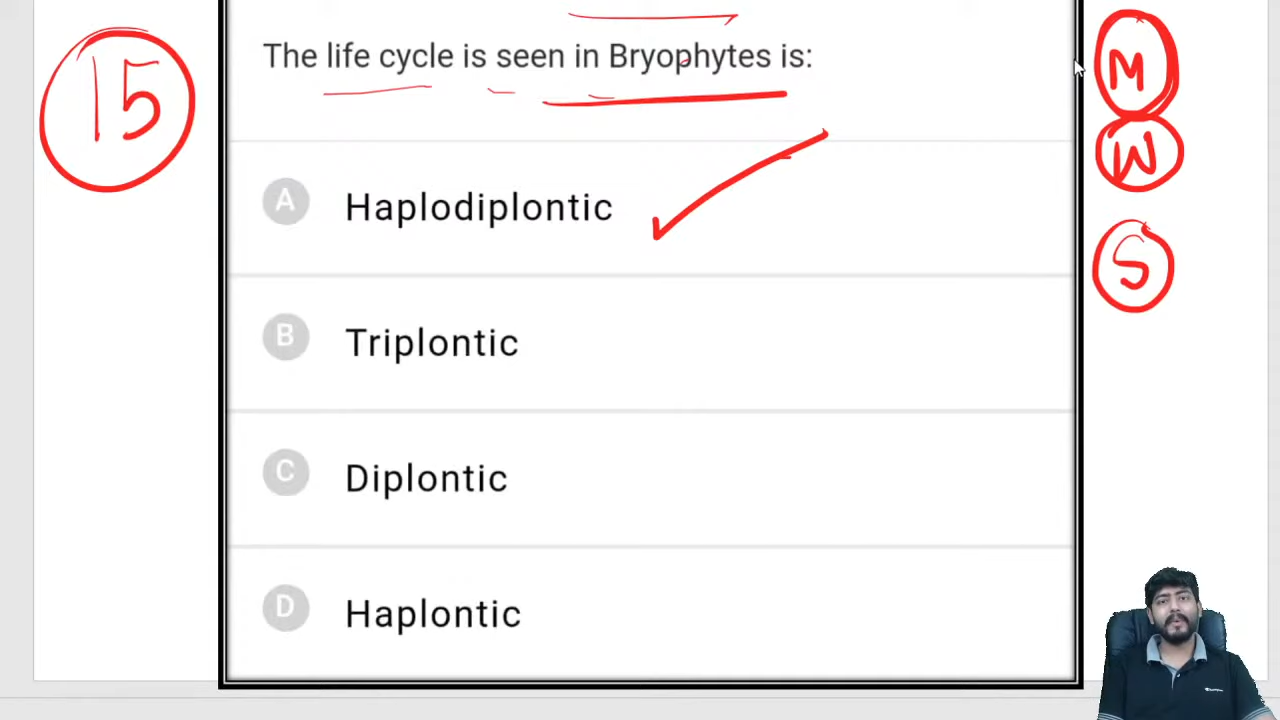 15
The life cycle is seen in Bryophytes is:
M
W
S
A Haplodiplontic
B Triplontic
C Diplontic
D Haplontic